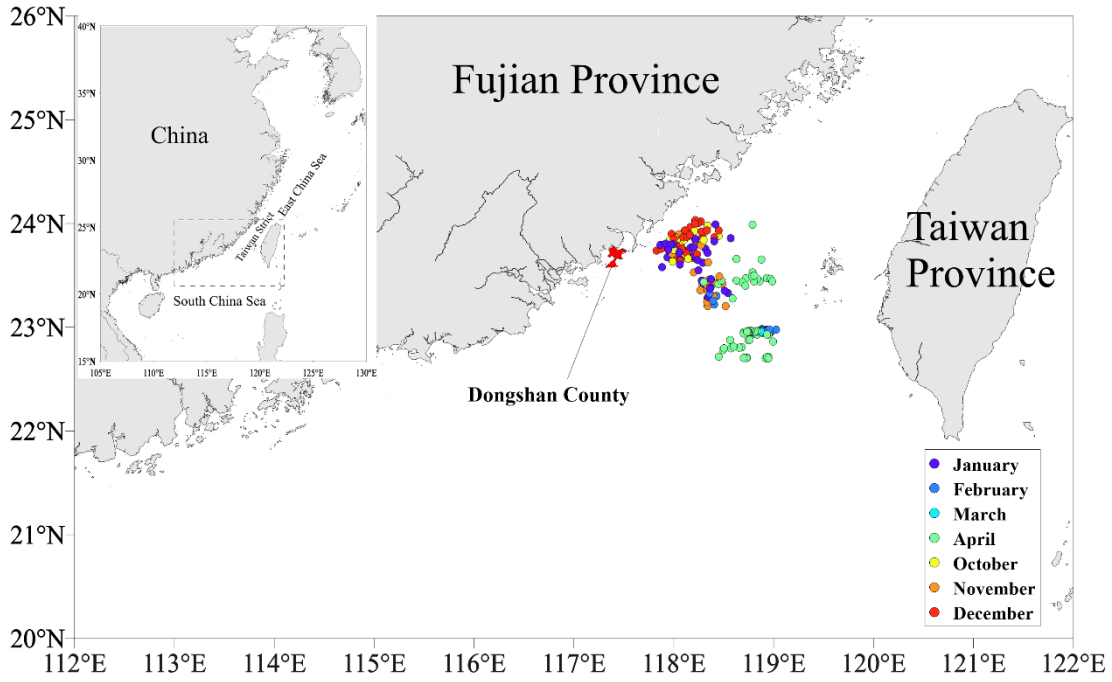 26°N
25°N
24°N
23°N
22°N
21°N
20°N
112°E 113°E 114°E 115°E 116°E 117°E 118°E 119°E 120°E 121°E 122°E
40°N
35°N
30°N
25°N
20°N
15°N
105°E 110°E 115°E 120°E 125°E 130°E
China
Taiwan Strict
East China Sea
South China Sea
Fujian Province
Taiwan
Province
Dongshan County
January
February
March
April
October
November
December